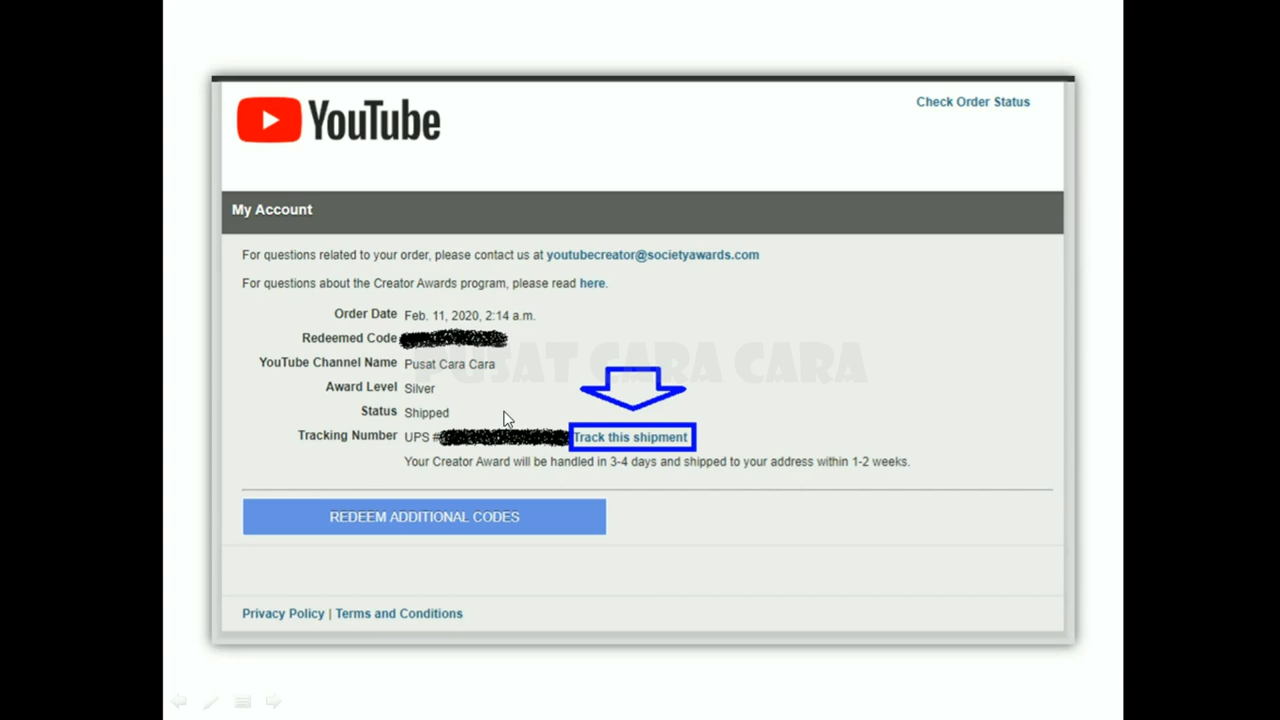 YouTube
Check Order Status
My Account
For questions related to your order, please contact us at youtubecreator@societyawards.com
For questions about the Creator Awards program, please read here.
Order Date Feb. 11, 2020, 2:14 a.m.
Redeemed Code
YouTube Channel Name Pusat Cara Cara
PUSAT CARA CARA
Award Level Silver
Status Shipped
Tracking Number UPS # Track this shipment
Your Creator Award will be handled in 3-4 days and shipped to your address within 1-2 weeks.
REDEEM ADDITIONAL CODES
Privacy Policy | Terms and Conditions